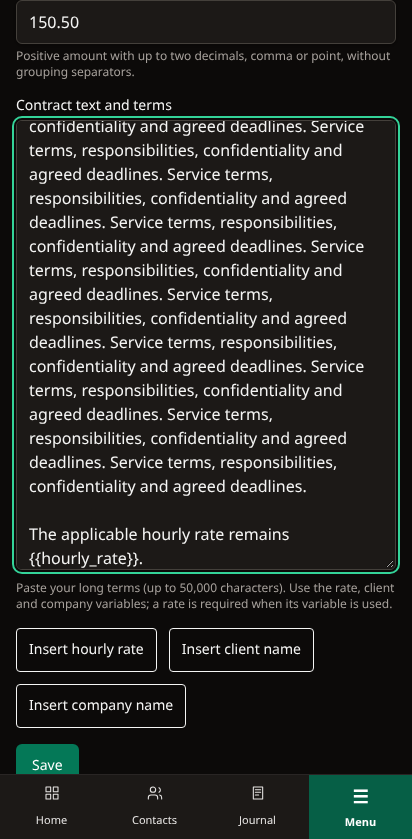 150.50
Positive amount with up to two decimals, comma or point, without
grouping separators.
Contract text and terms
confidentiality and agreed deadlines. Service
terms, responsibilities, confidentiality and
agreed deadlines. Service terms,
responsibilities, confidentiality and agreed
deadlines. Service terms, responsibilities,
confidentiality and agreed deadlines. Service
terms, responsibilities, confidentiality and
agreed deadlines. Service terms,
responsibilities, confidentiality and agreed
deadlines. Service terms, responsibilities,
confidentiality and agreed deadlines. Service
terms, responsibilities, confidentiality and
agreed deadlines. Service terms,
responsibilities, confidentiality and agreed
deadlines. Service terms, responsibilities,
confidentiality and agreed deadlines.
The applicable hourly rate remains
{{hourly_rate}}.
Paste your long terms (up to 50,000 characters). Use the rate, client
and company variables; a rate is required when its variable is used.
Insert hourly rate
Insert client name
Insert company name
Save
Home
Contacts
Journal
Menu